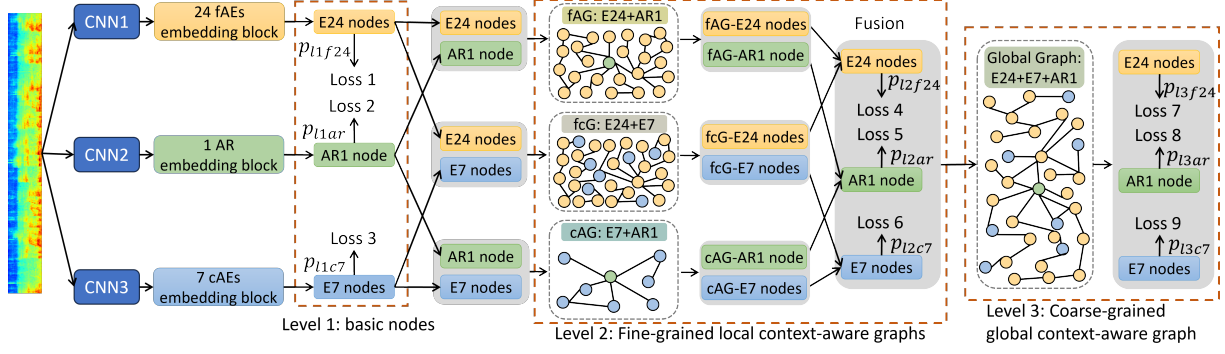 CNN1
24 fAEs
embedding block
E24 nodes
p_{l1f24}
Loss 1
Loss 2
p_{l1ar}
CNN2
1 AR
embedding block
AR1 node
Loss 3
p_{l1c7}
CNN3
7 cAEs
embedding block
E7 nodes
Level 1: basic nodes
E24 nodes
AR1 node
E24 nodes
E7 nodes
AR1 node
E7 nodes
fAG: E24+AR1
fcG: E24+E7
cAG: E7+AR1
fAG-E24 nodes
fAG-AR1 node
fcG-E24 nodes
fcG-E7 nodes
cAG-AR1 node
cAG-E7 nodes
Fusion
E24 nodes
p_{l2f24}
Loss 4
Loss 5
p_{l2ar}
AR1 node
Loss 6
p_{l2c7}
E7 nodes
Level 2: Fine-grained local context-aware graphs
Global Graph:
E24+E7+AR1
E24 nodes
p_{l3f24}
Loss 7
Loss 8
p_{l3ar}
AR1 node
Loss 9
p_{l3c7}
E7 nodes
Level 3: Coarse-grained
global context-aware graph